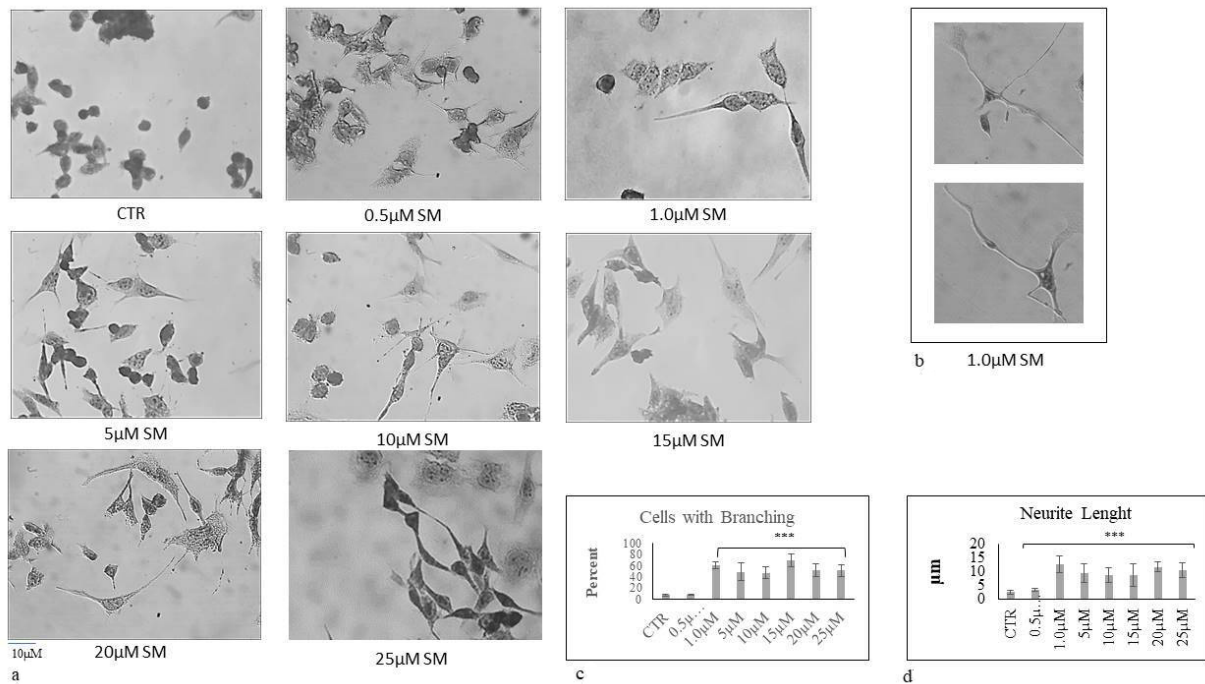 CTR
0.5µM SM
1.0µM SM
5µM SM
10µM SM
15µM SM
10µM
20µM SM
25µM SM
a
b
1.0µM SM
Cells with Branching
***
Percent
100
80
60
40
20
0
CTR
0.5µ…
1.0µM
5µM
10µM
15µM
20µM
25µM
c
Neurite Lenght
***
µm
20
15
10
5
0
CTR
0.5µ…
1.0µM
5µM
10µM
15µM
20µM
25µM
d